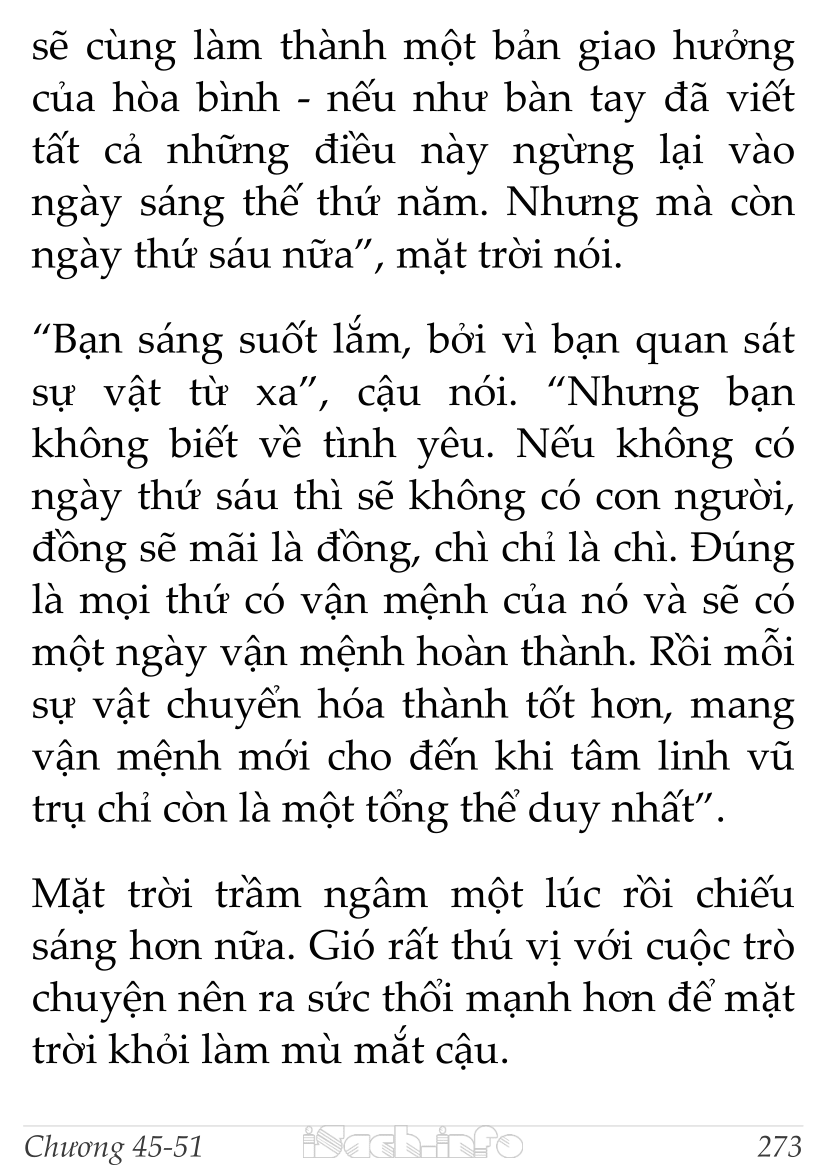 sẽ cùng làm thành một bản giao hưởng
của hòa bình - nếu như bàn tay đã viết
tất cả những điều này ngừng lại vào
ngày sáng thế thứ năm. Nhưng mà còn
ngày thứ sáu nữa”, mặt trời nói.
“Bạn sáng suốt lắm, bởi vì bạn quan sát
sự vật từ xa”, cậu nói. “Nhưng bạn
không biết về tình yêu. Nếu không có
ngày thứ sáu thì sẽ không có con người,
đồng sẽ mãi là đồng, chì chỉ là chì. Đúng
là mọi thứ có vận mệnh của nó và sẽ có
một ngày vận mệnh hoàn thành. Rồi mỗi
sự vật chuyển hóa thành tốt hơn, mang
vận mệnh mới cho đến khi tâm linh vũ
trụ chỉ còn là một tổng thể duy nhất”.
Mặt trời trầm ngâm một lúc rồi chiếu
sáng hơn nữa. Gió rất thú vị với cuộc trò
chuyện nên ra sức thổi mạnh hơn để mặt
trời khỏi làm mù mắt cậu.
Chương 45-51 iSach.info 273